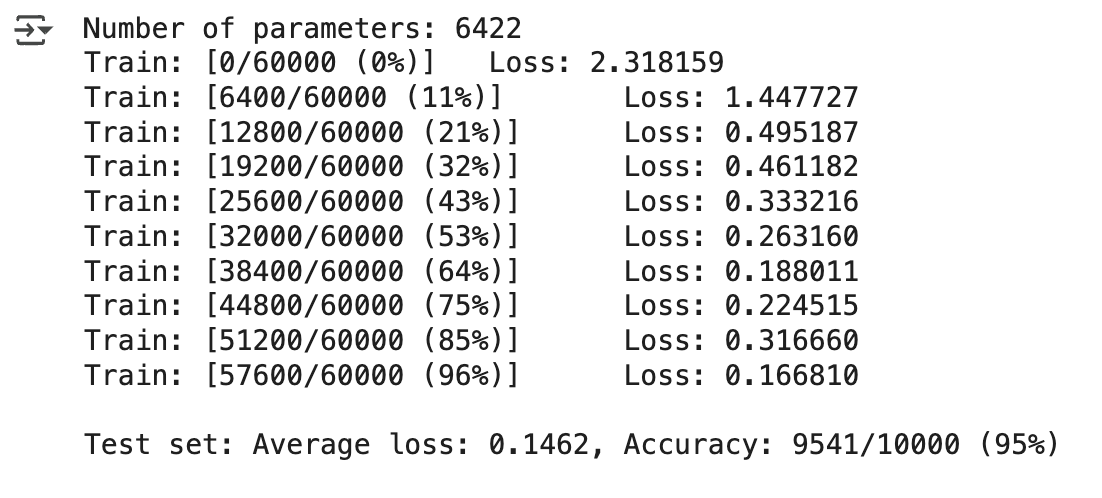 Number of parameters: 6422
Train: [0/60000 (0%)] Loss: 2.318159
Train: [6400/60000 (11%)] Loss: 1.447727
Train: [12800/60000 (21%)] Loss: 0.495187
Train: [19200/60000 (32%)] Loss: 0.461182
Train: [25600/60000 (43%)] Loss: 0.333216
Train: [32000/60000 (53%)] Loss: 0.263160
Train: [38400/60000 (64%)] Loss: 0.188011
Train: [44800/60000 (75%)] Loss: 0.224515
Train: [51200/60000 (85%)] Loss: 0.316660
Train: [57600/60000 (96%)] Loss: 0.166810
Test set: Average loss: 0.1462, Accuracy: 9541/10000 (95%)